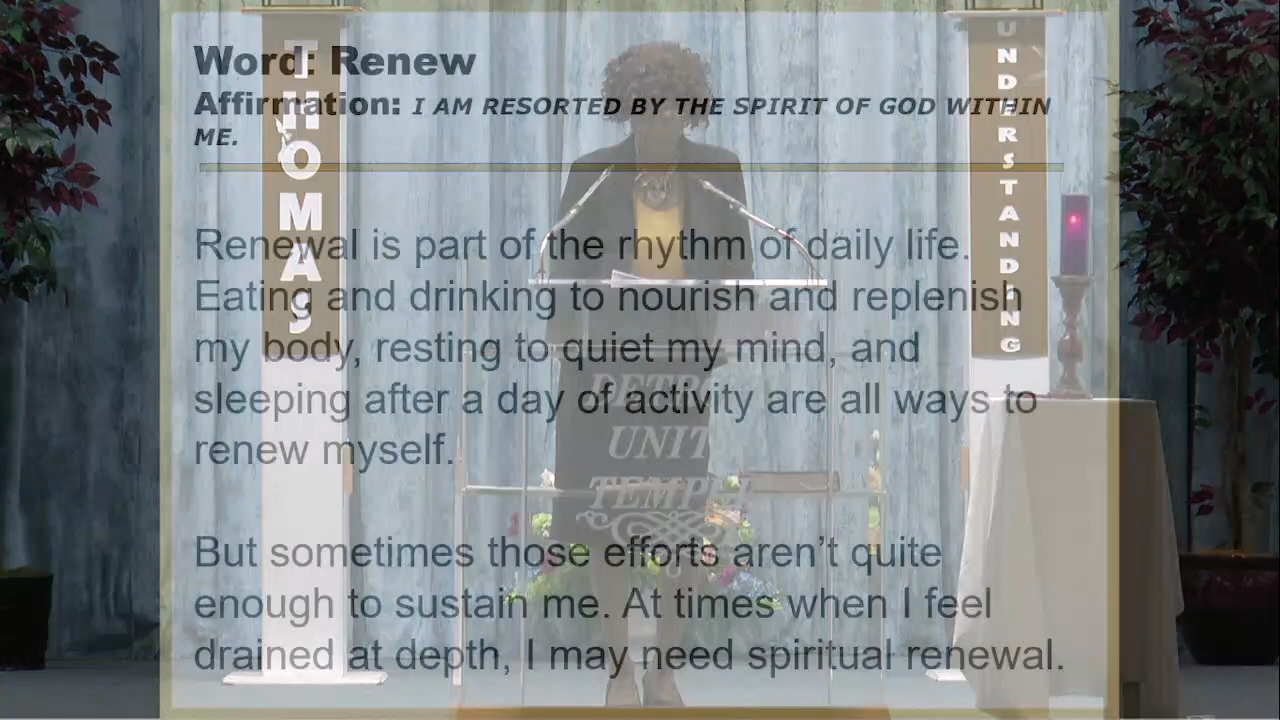 Word: Renew
Affirmation: I AM RESORTED BY THE SPIRIT OF GOD WITHIN
ME.
Renewal is part of the rhythm of daily life.
Eating and drinking to nourish and replenish
my body, resting to quiet my mind, and
sleeping after a day of activity are all ways to
renew myself.
But sometimes those efforts aren’t quite
enough to sustain me. At times when I feel
drained at depth, I may need spiritual renewal.
THOMAS
UNDERSTANDING
UNIT
TEMPL